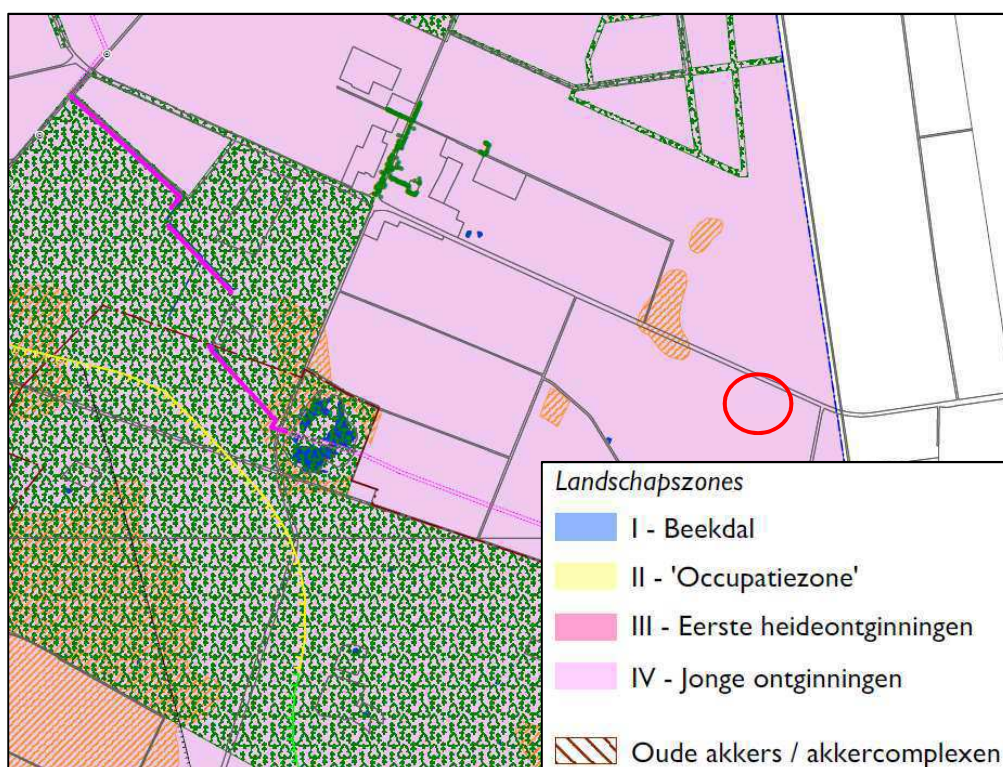 Landschapszones
I - Beekdal
II - 'Occupatiezone'
III - Eerste heideontginningen
IV - Jonge ontginningen
Oude akkers / akkercomplexen